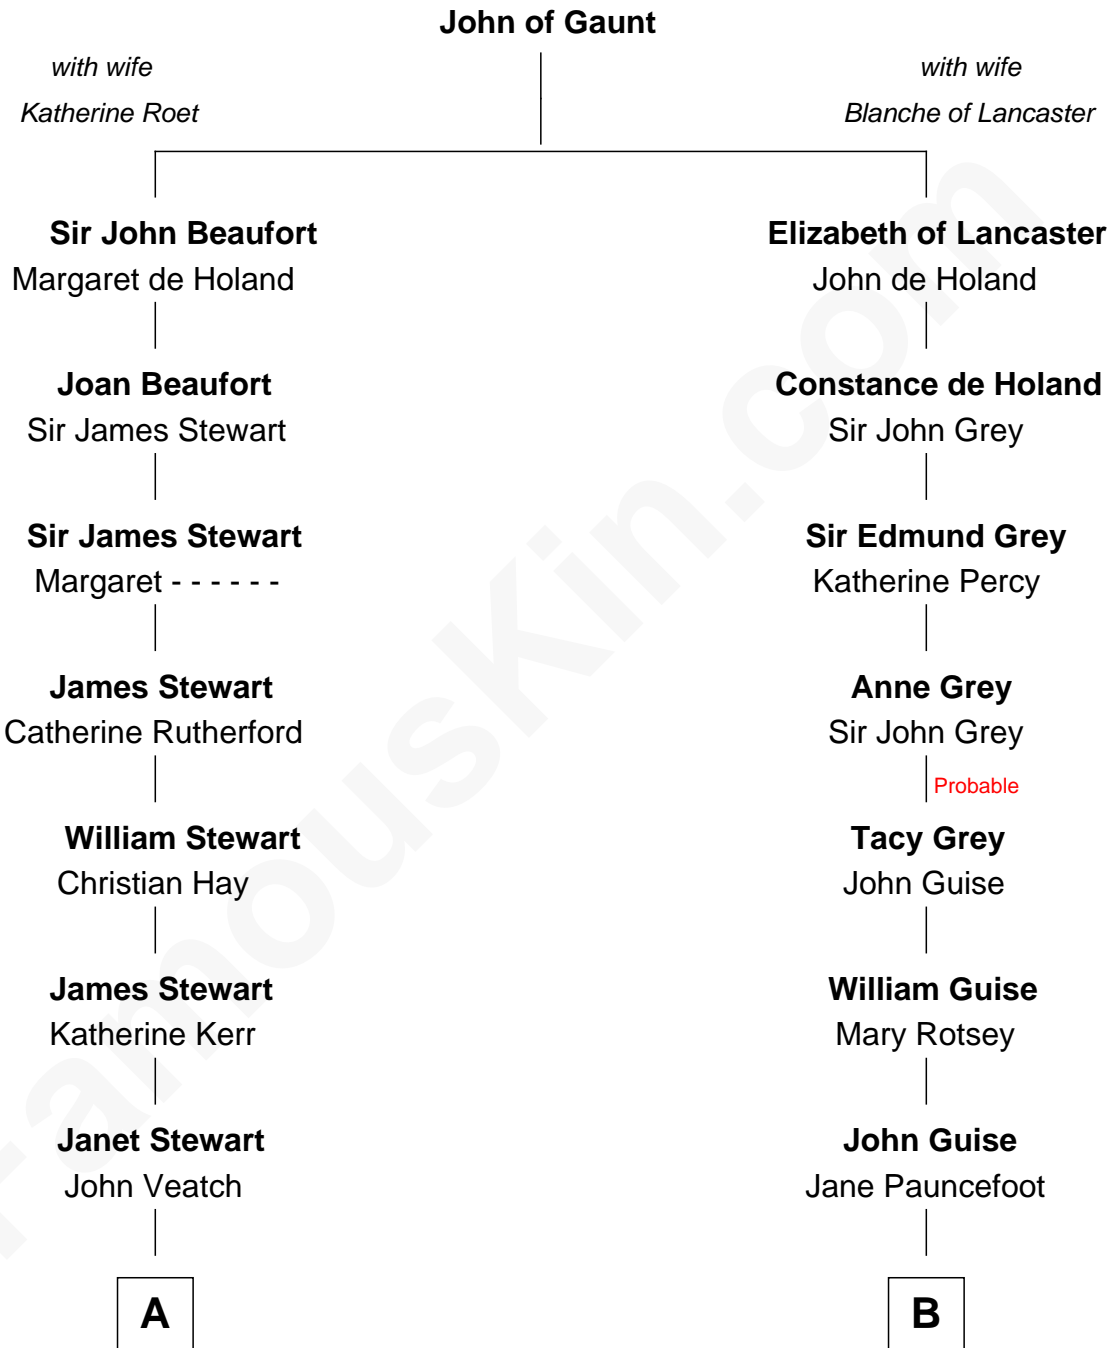 John of Gaunt
with wife
Katherine Roet
with wife
Blanche of Lancaster
Sir John Beaufort
Margaret de Holand
Elizabeth of Lancaster
John de Holand
Joan Beaufort
Sir James Stewart
Constance de Holand
Sir John Grey
Sir James Stewart
Margaret - - - - - -
Sir Edmund Grey
Katherine Percy
James Stewart
Catherine Rutherford
Anne Grey
Sir John Grey
Probable
William Stewart
Christian Hay
Tacy Grey
John Guise
James Stewart
Katherine Kerr
William Guise
Mary Rotsey
Janet Stewart
John Veatch
John Guise
Jane Pauncefoot
A
B
FamousKin.com